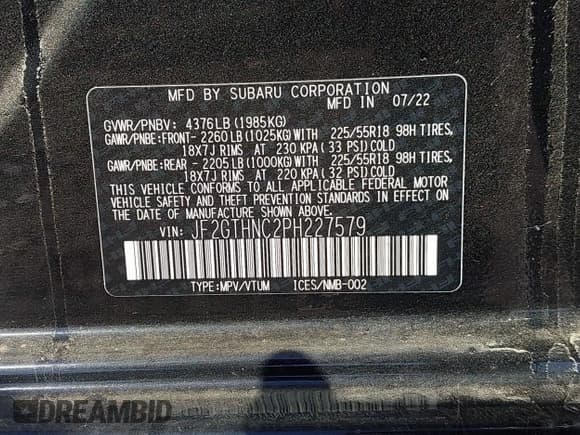 MFD BY SUBARU CORPORATION
MFD IN 07/22
GVWR/PNBV: 4376LB(1985KG)
GAWR/PNBE:FRONT- 2260LB(1025KG)WITH 225/55R18 98H TIRES,
18X7J RIMS AT 230 KPA(33 PSI)COLD
GAWR/PNBE:REAR - 2205LB(1000KG)WITH 225/55R18 98H TIRES,
18X7J RIMS AT 220 KPA(32 PSI)COLD
THIS VEHICLE CONFORMS TO ALL APPLICABLE FEDERAL MOTOR
VEHICLE SAFETY AND THEFT PREVENTION STANDARDS IN EFFECT ON
THE DATE OF MANUFACTURE SHOWN ABOVE.
VIN: JF2GTHNC2PH227579
TYPE:MPV/VTUM ICES/NMB-002
DREAMBID